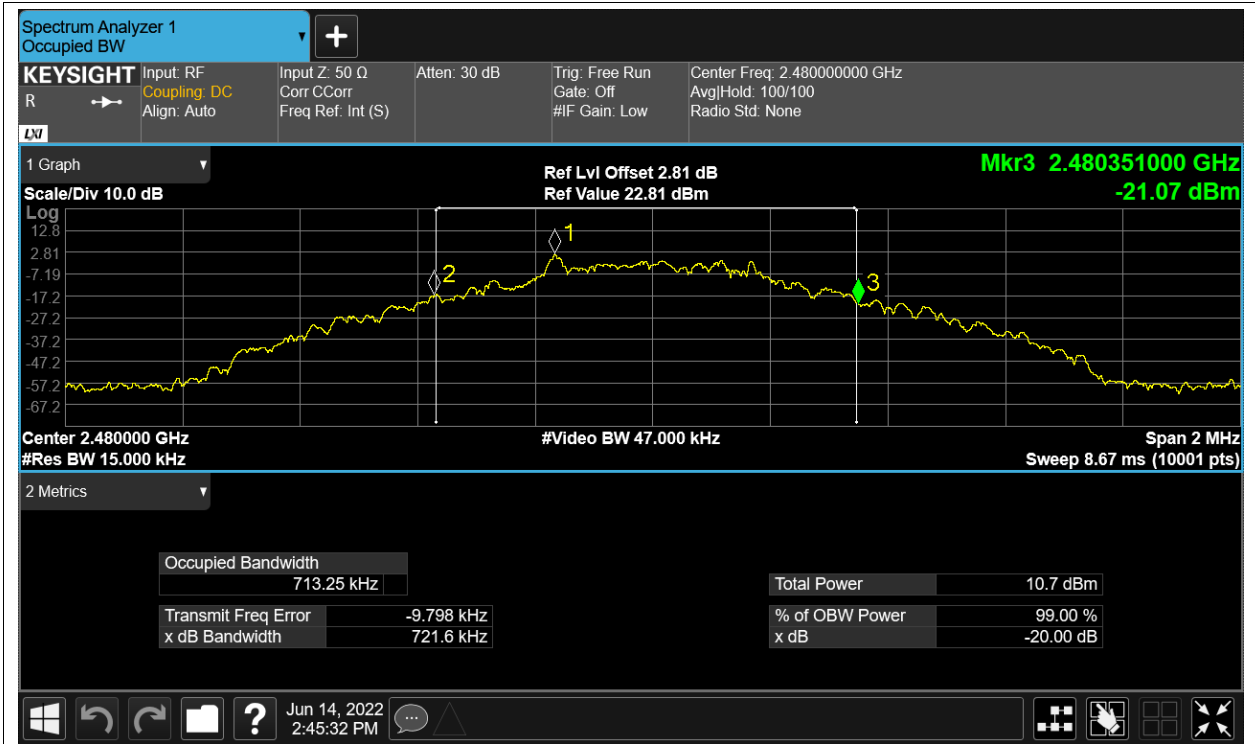 Spectrum Analyzer 1
Occupied BW
KEYSIGHT
R
LXI
Input: RF
Coupling: DC
Align: Auto
Input Z: 50 Ω
Corr CCorr
Freq Ref: Int (S)
Atten: 30 dB
Trig: Free Run
Gate: Off
#IF Gain: Low
Center Freq: 2.480000000 GHz
Avg|Hold: 100/100
Radio Std: None
1 Graph
Scale/Div 10.0 dB
Ref Lvl Offset 2.81 dB
Ref Value 22.81 dBm
Mkr3 2.480351000 GHz
-21.07 dBm
Log
12.8
2.81
-7.19
-17.2
-27.2
-37.2
-47.2
-57.2
-67.2
1
2
3
Center 2.480000 GHz
#Res BW 15.000 kHz
#Video BW 47.000 kHz
Span 2 MHz
Sweep 8.67 ms (10001 pts)
2 Metrics
Occupied Bandwidth
713.25 kHz
Transmit Freq Error -9.798 kHz
x dB Bandwidth 721.6 kHz
Total Power 10.7 dBm
% of OBW Power 99.00 %
x dB -20.00 dB
?
Jun 14, 2022
2:45:32 PM